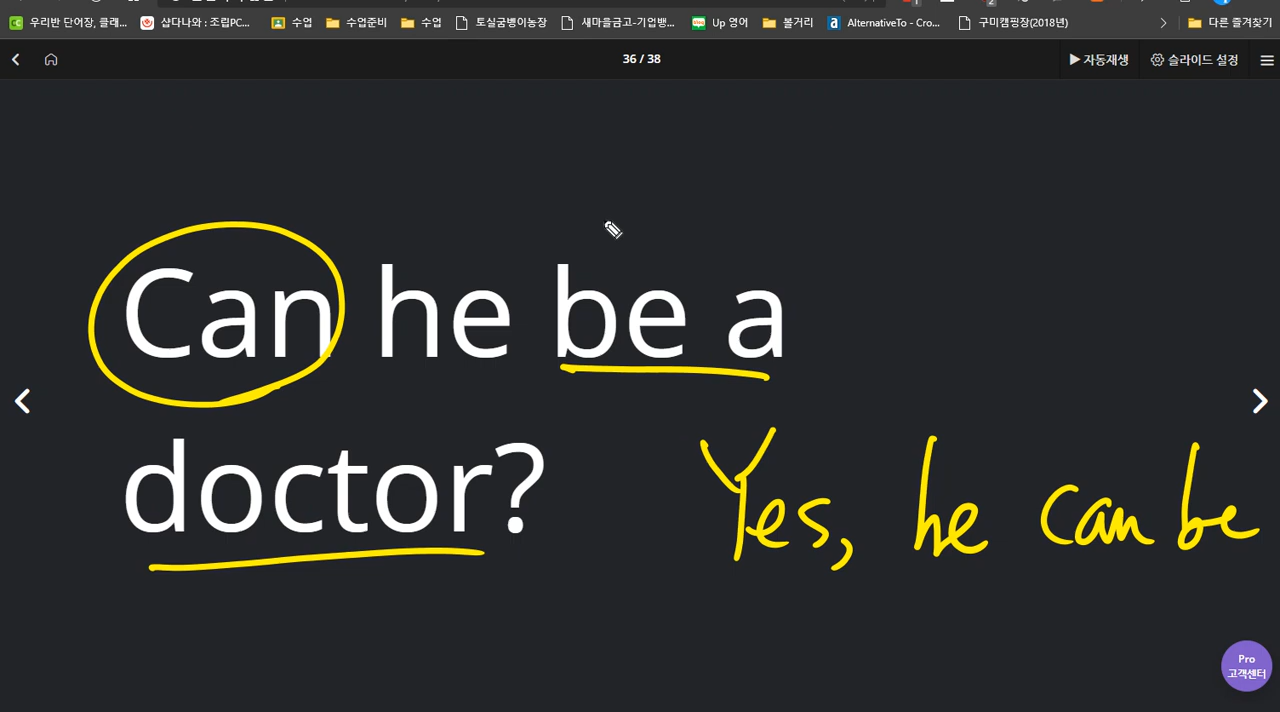 우리반 단어장, 클래... 샵다나와 : 조립PC... 수업 수업준비 수업 토실굼뱅이농장 새마을금고-기업뱅... Up 영어 볼거리 AlternativeTo - Cro... 구미캠핑장(2018년) 다른 즐겨찾기
36 / 38 자동재생 슬라이드 설정
Can he be a
doctor?
Yes, he can be
Pro
고객센터